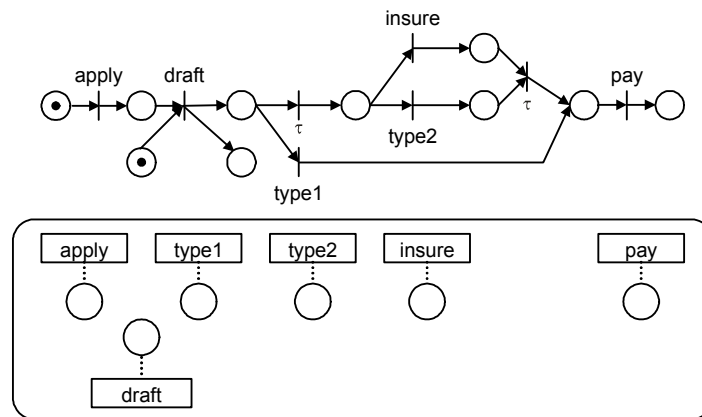 insure
apply
draft
pay
τ
τ
type2
type1
apply
type1
type2
insure
pay
draft